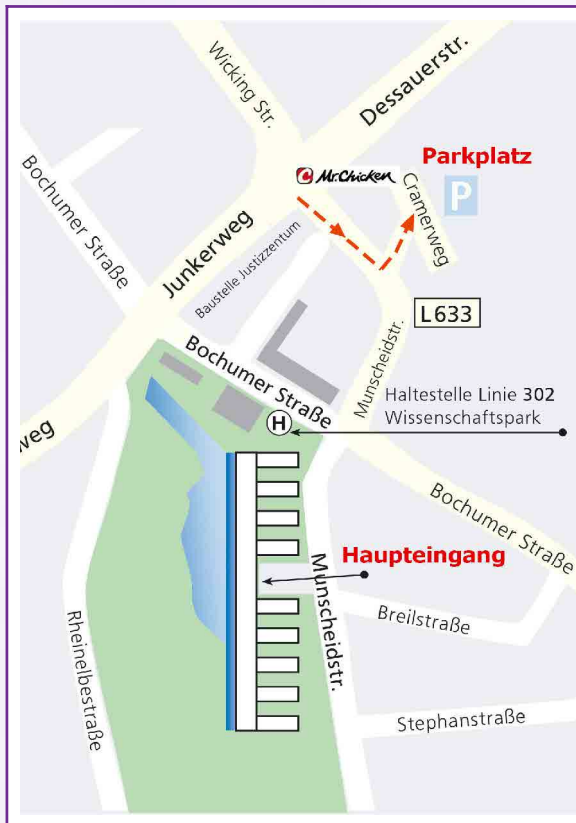 Wicking Str.
Dessauerstr.
Parkplatz
P
C Mr.Chicken
Cramerweg
Bochumer Straße
Junkerweg
Baustelle Justizzentum
L633
Munscheidstr.
Bochumer Straße
Haltestelle Linie 302
Wissenschaftspark
H
weg
Bochumer Straße
Haupteingang
Munscheidstr.
Breilstraße
Rheinelbestraße
Stephanstraße